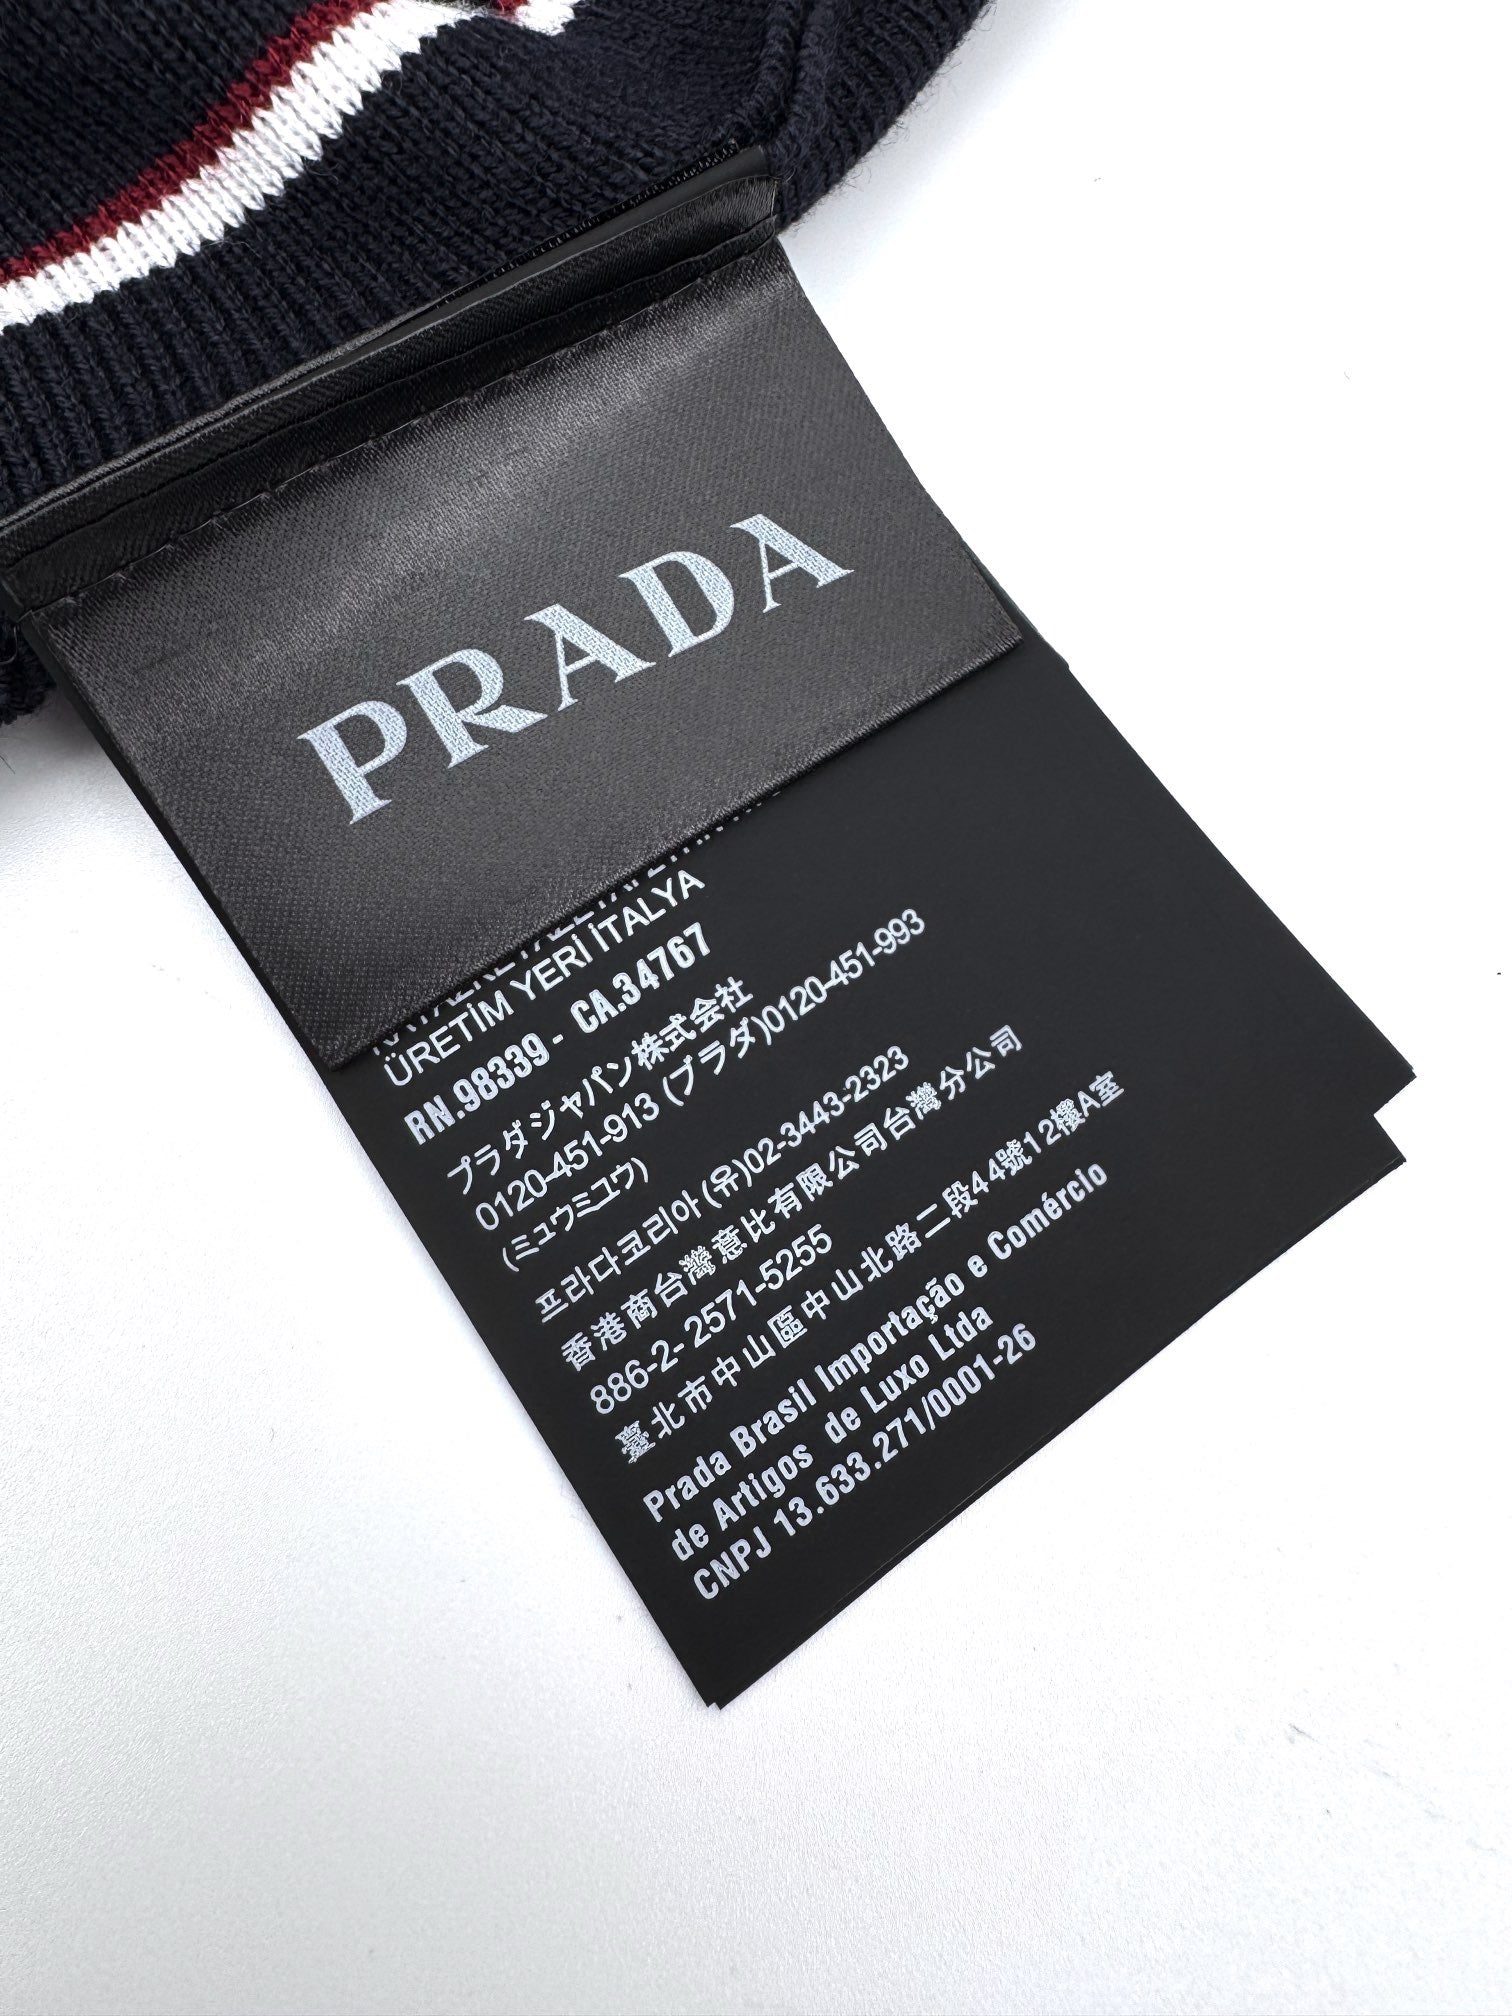 PRADA
ÜRETİM YERİ İTALYA
RN.98339 - CA.34767
プラダジャパン株式会社
0120-451-913 (プラダ)0120-451-993
(ミュウミュウ)
프라다코리아(유)02-3443-2323
香港商台灣意比有限公司台灣分公司
886-2- 2571-5255
臺北市中山區中山北路二段44號12樓A室
Prada Brasil Importação e Comércio
de Artigos de Luxo Ltda
CNPJ 13.633.271/0001-26